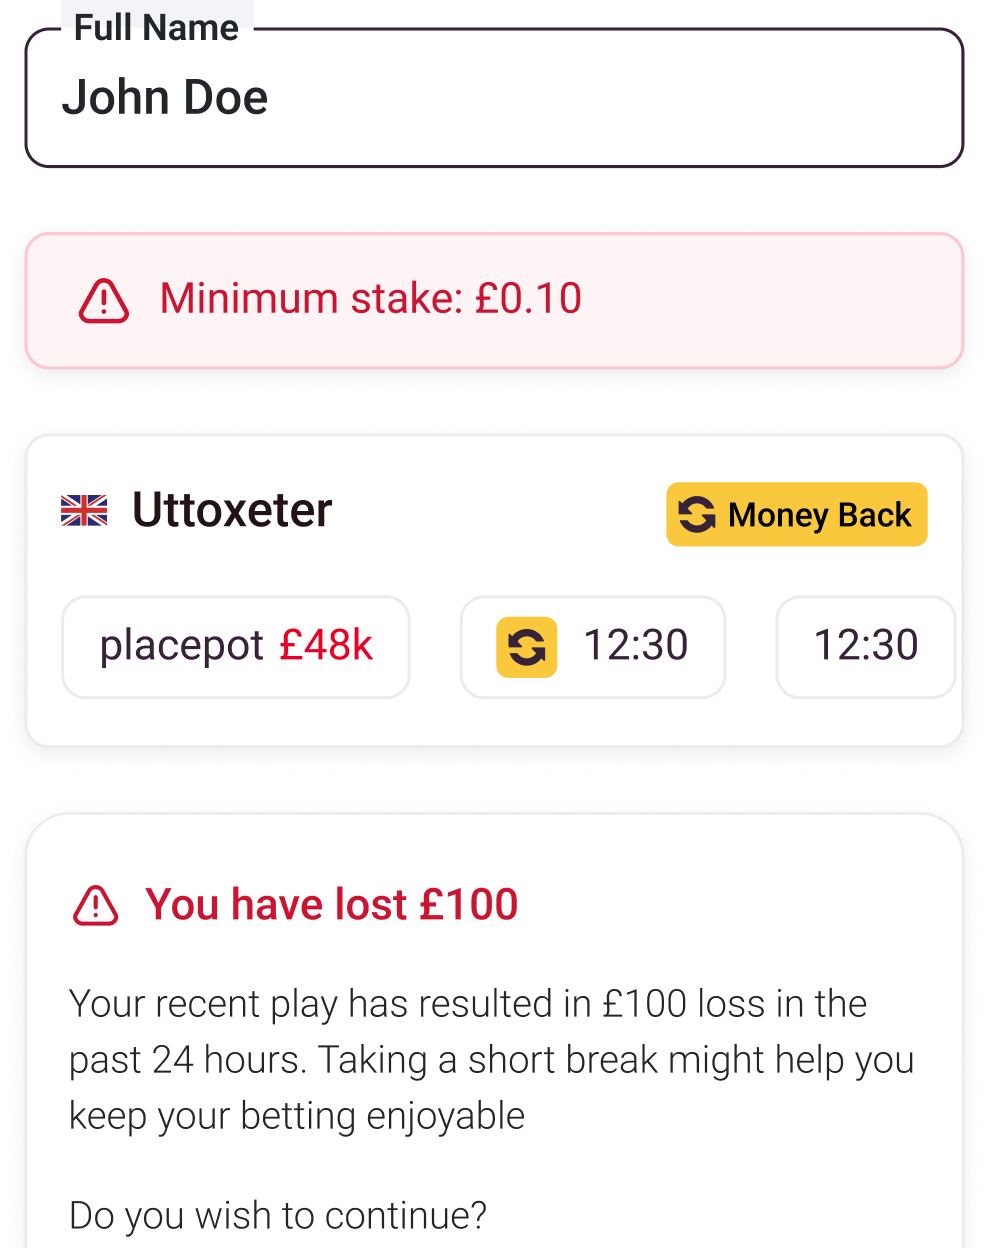 Full Name
John Doe
Minimum stake: £0.10
Uttoxeter
Money Back
placepot £48k
12:30
12:30
You have lost £100
Your recent play has resulted in £100 loss in the
past 24 hours. Taking a short break might help you
keep your betting enjoyable
Do you wish to continue?